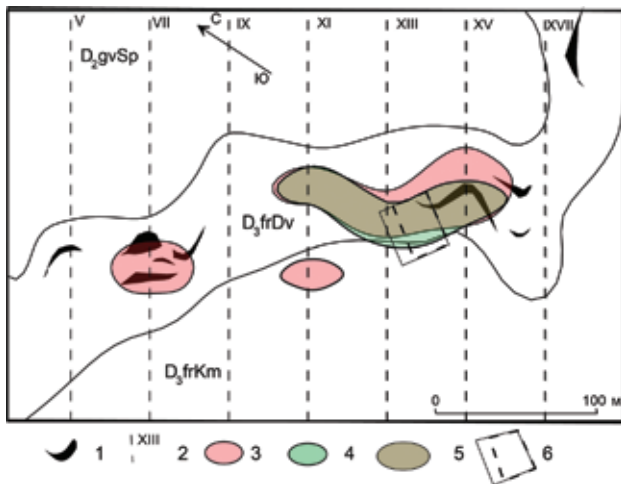 V VII С IX XI XIII XV IXVII
D₂gvSp
Ю
D₃frDv
D₃frKm
0 100 м
1 XIII 2 3 4 5 6